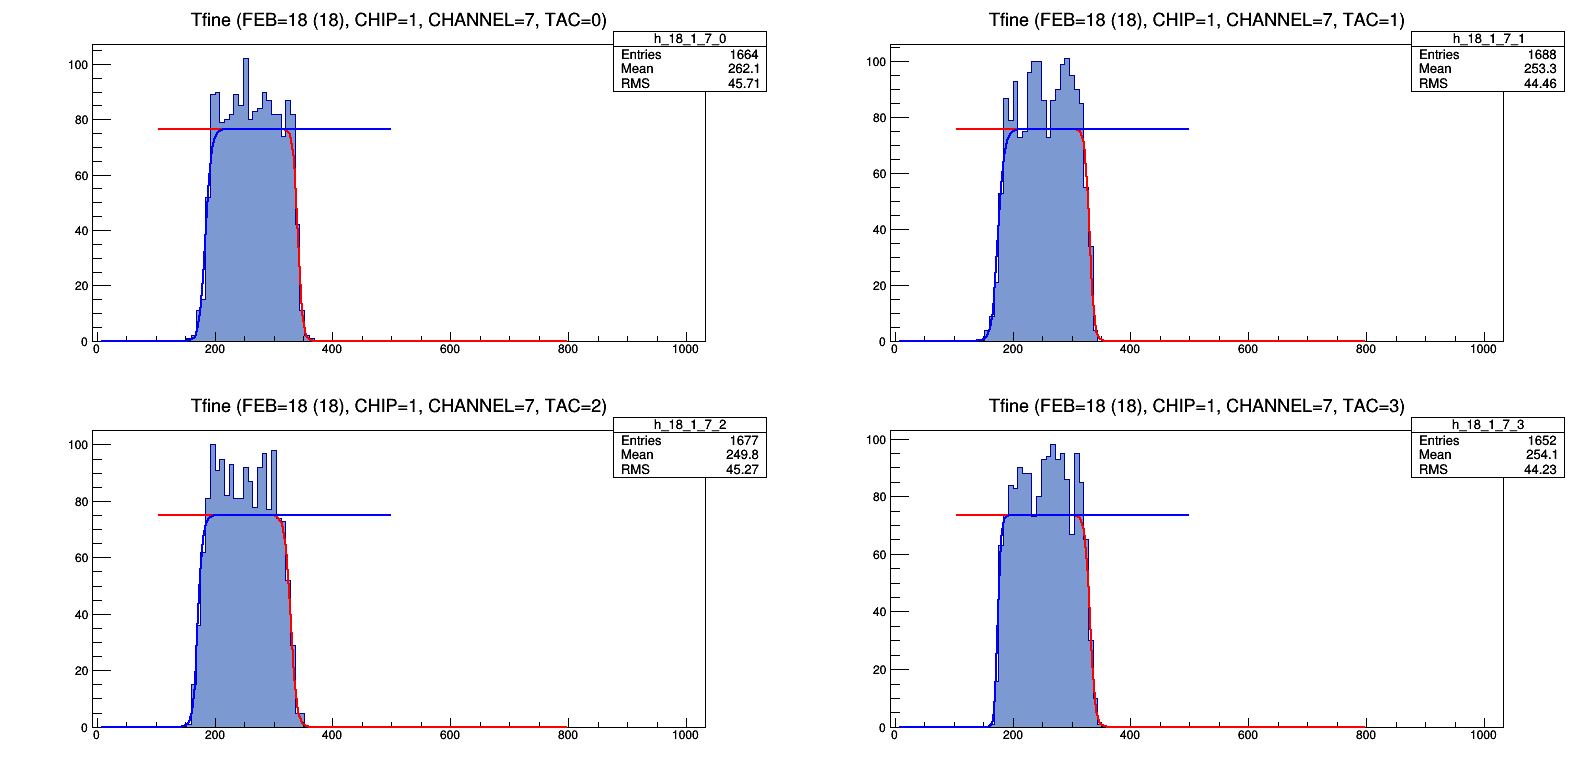 Tfine (FEB=18 (18), CHIP=1, CHANNEL=7, TAC=0)
h_18_1_7_0
Entries 1664
Mean 262.1
RMS 45.71
100
80
60
40
20
0
0 200 400 600 800 1000
Tfine (FEB=18 (18), CHIP=1, CHANNEL=7, TAC=1)
h_18_1_7_1
Entries 1688
Mean 253.3
RMS 44.46
100
80
60
40
20
0
0 200 400 600 800 1000
Tfine (FEB=18 (18), CHIP=1, CHANNEL=7, TAC=2)
h_18_1_7_2
Entries 1677
Mean 249.8
RMS 45.27
100
80
60
40
20
0
0 200 400 600 800 1000
Tfine (FEB=18 (18), CHIP=1, CHANNEL=7, TAC=3)
h_18_1_7_3
Entries 1652
Mean 254.1
RMS 44.23
100
80
60
40
20
0
0 200 400 600 800 1000